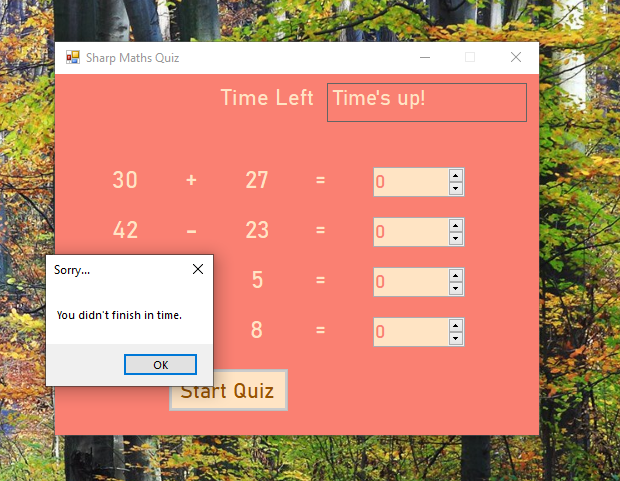 Sharp Maths Quiz
Time Left Time's up!
30 + 27 = 0
42 - 23 = 0
Sorry...
5 = 0
You didn't finish in time.
8 = 0
OK
Start Quiz